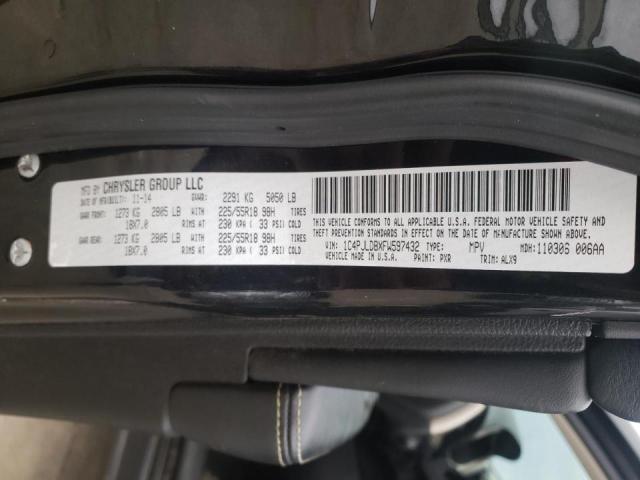 MFD BY CHRYSLER GROUP LLC
DATE OF MFR(BUILT): 11-14 GVWR: 2291 KG 5050 LB
GAWR FRONT: 1273 KG 2805 LB WITH 225/55R18 98H TIRES
18X7.0 RIMS AT 230 KPA ( 33 PSI) COLD
GAWR REAR: 1273 KG 2805 LB WITH 225/55R18 98H TIRES
18X7.0 RIMS AT 230 KPA ( 33 PSI) COLD
THIS VEHICLE CONFORMS TO ALL APPLICABLE U.S.A. FEDERAL MOTOR VEHICLE SAFETY AND
THEFT PREVENTION STANDARDS IN EFFECT ON THE DATE OF MANUFACTURE SHOWN ABOVE.
VIN: 1C4PJLDBXFW597432 TYPE: MPV MDH: 110306 006AA
VEHICLE MADE IN U.S.A. PAINT: PXR TRIM: ALX9